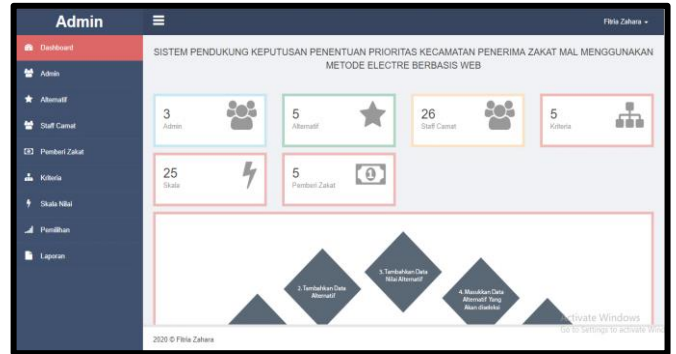 Admin
Fitria Zahara
Dashboard
Admin
Alternatif
Staff Camat
Pemberi Zakat
Kriteria
Skala Nilai
Pemilihan
Laporan
SISTEM PENDUKUNG KEPUTUSAN PENENTUAN PRIORITAS KECAMATAN PENERIMA ZAKAT MAL MENGGUNAKAN
METODE ELECTRE BERBASIS WEB
3
Admin
5
Alternatif
26
Staff Camat
5
Kriteria
25
Skala
5
Pemberi Zakat
2. Tambahkan Data
Alternatif
3. Tambahkan Data
Nilai Alternatif
4. Masukkan Data
Alternatif Yang
Akan diseleksi
Activate Windows
Go to Settings to activate Win
2020 © Fitria Zahara